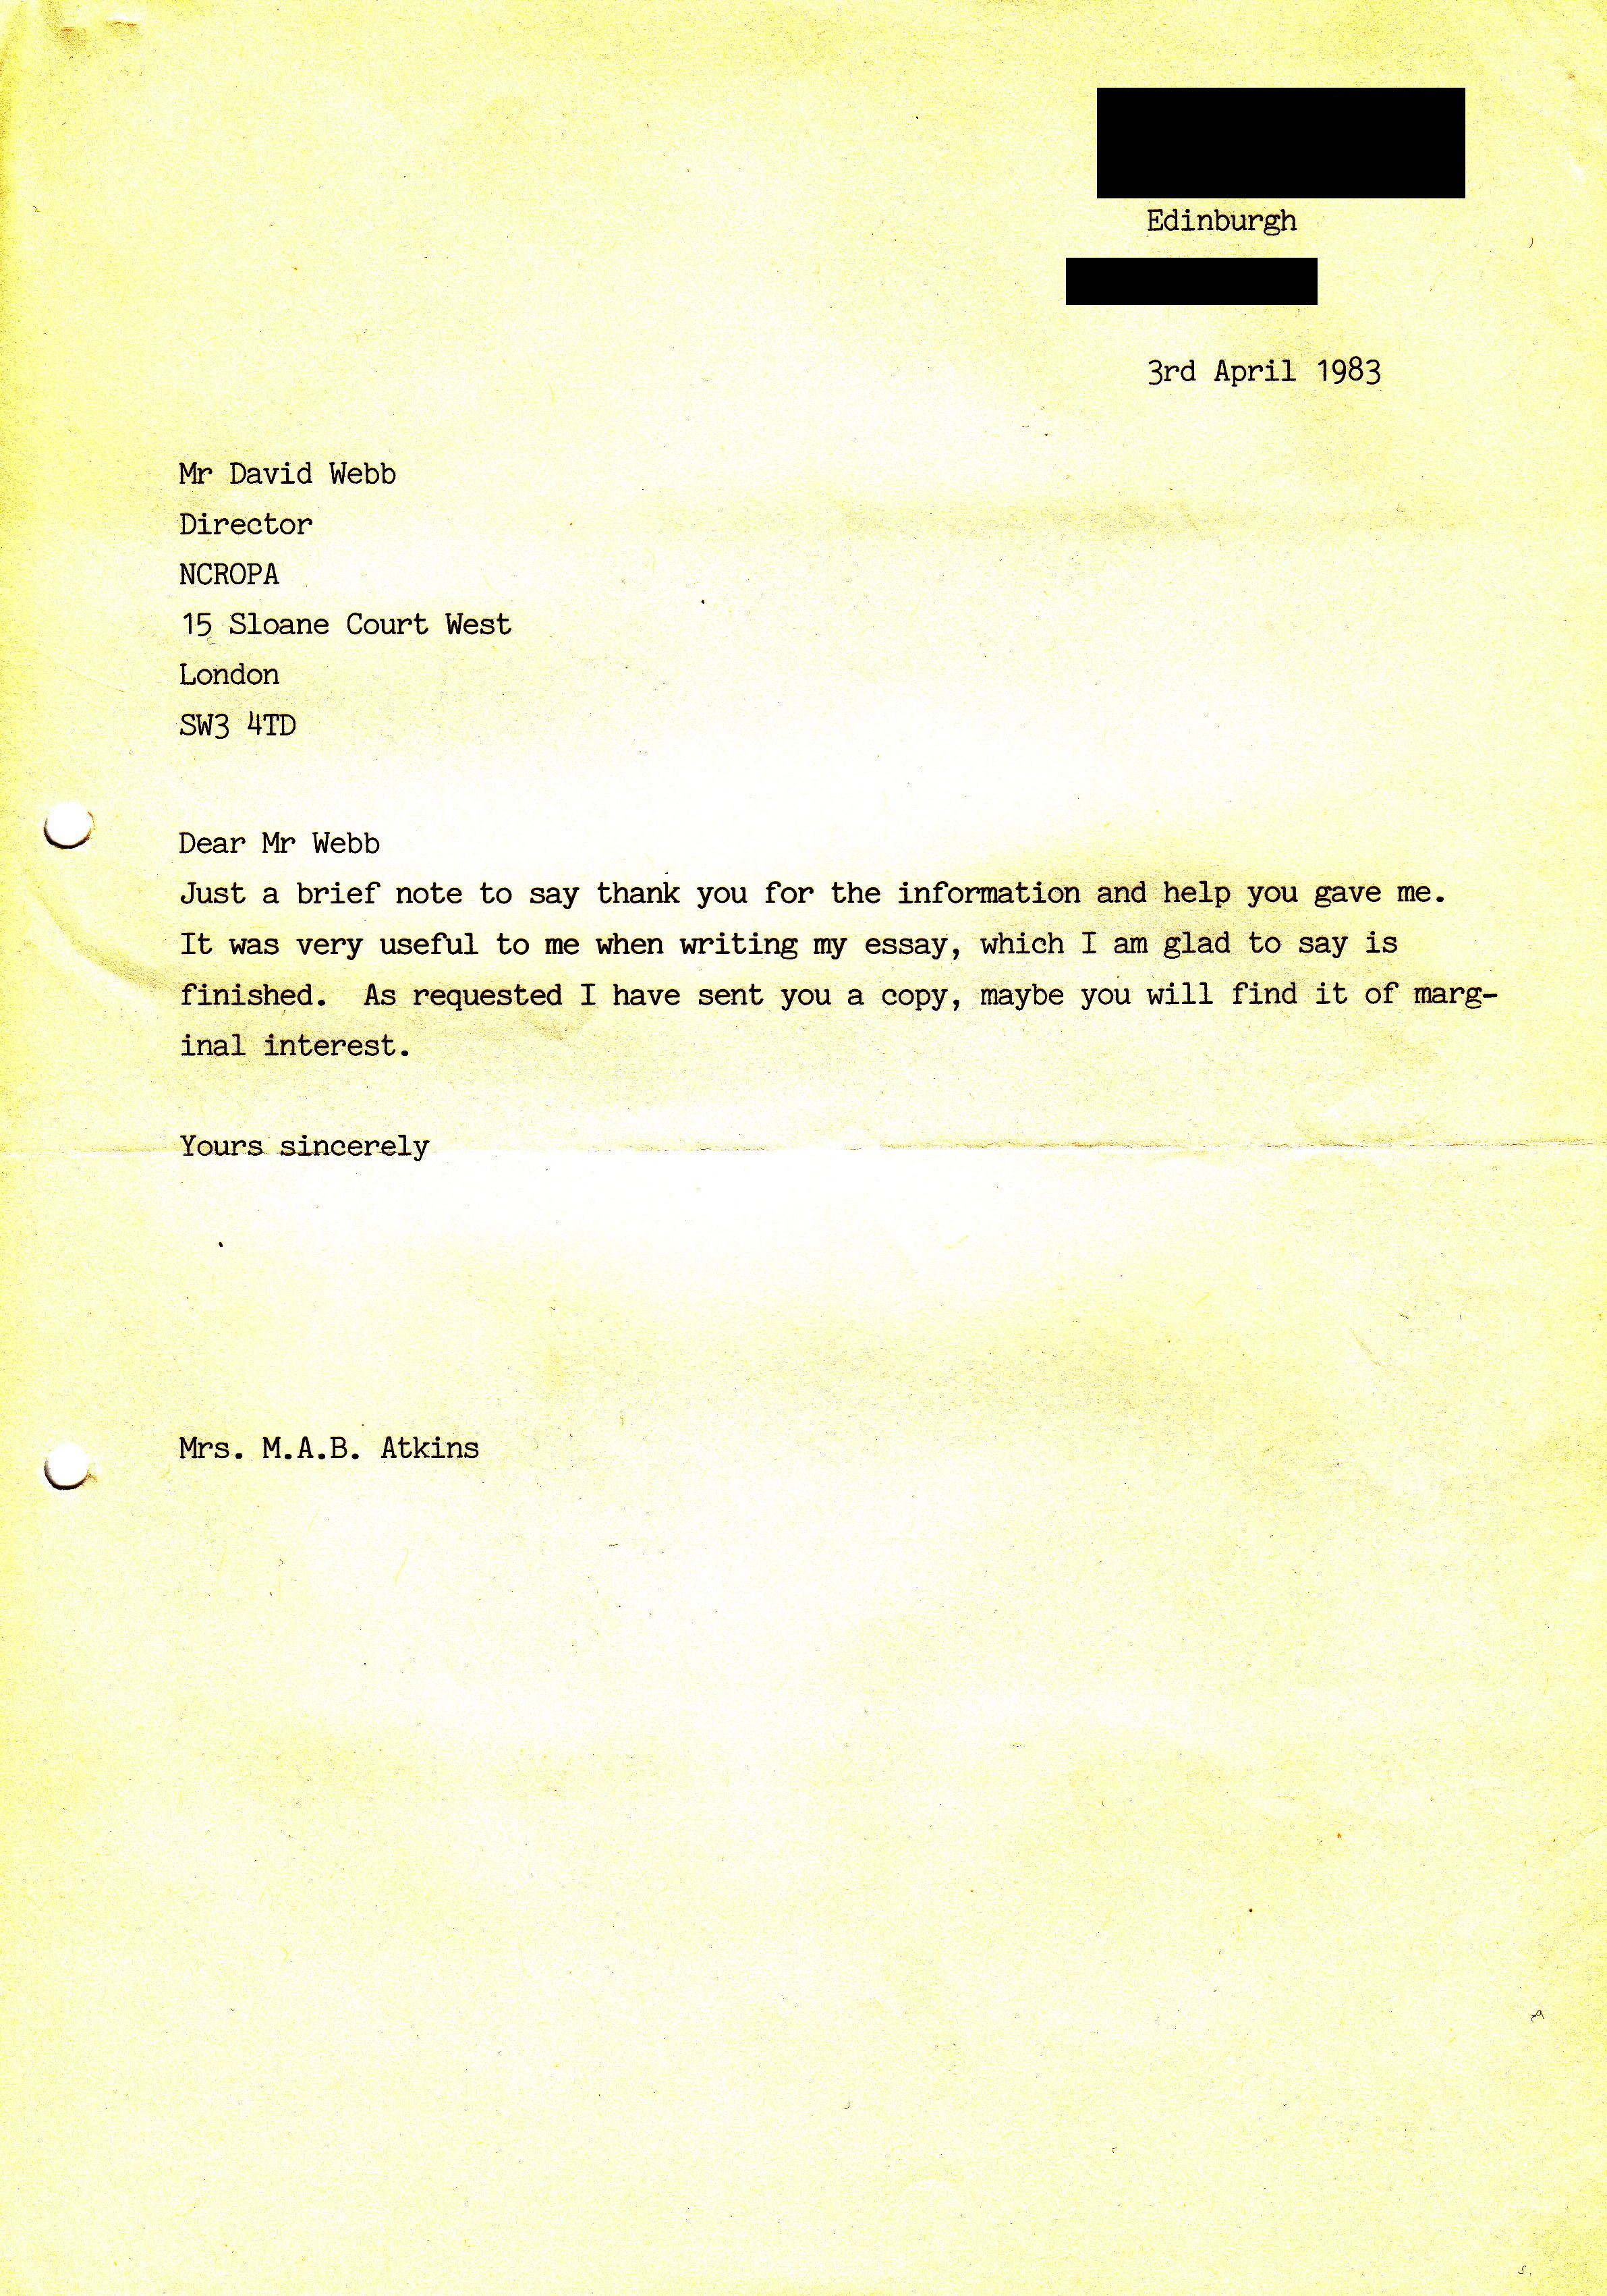 Edinburgh
3rd April 1983
Mr David Webb
Director
NCROPA
15 Sloane Court West
London
SW3 4TD
Dear Mr Webb
Just a brief note to say thank you for the information and help you gave me.
It was very useful to me when writing my essay, which I am glad to say is
finished.  As requested I have sent you a copy, maybe you will find it of marg-
inal interest.
Yours sincerely
Mrs. M.A.B. Atkins